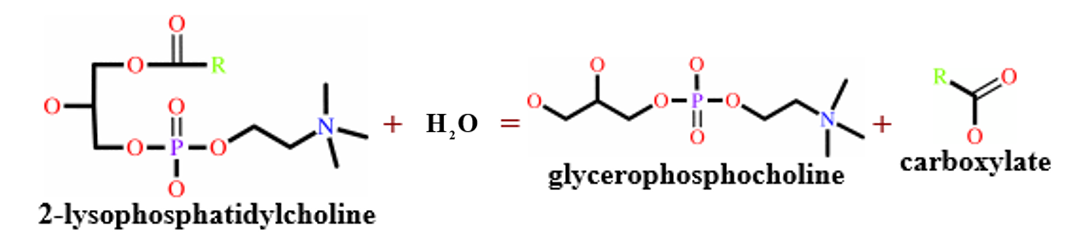 O
O
R
R
O
O
O
O
O
O
O
P
O
N
+
H₂O
=
O
O
P
O
O
N
+
O
O
2-lysophosphatidylcholine
glycerophosphocholine
carboxylate